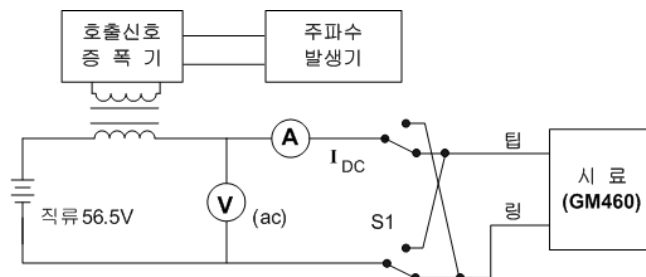 호출신호
증 폭 기
주파수
발생기
A
I DC
팁
시 료
(GM460)
직류 56.5V
V
(ac)
S1
링